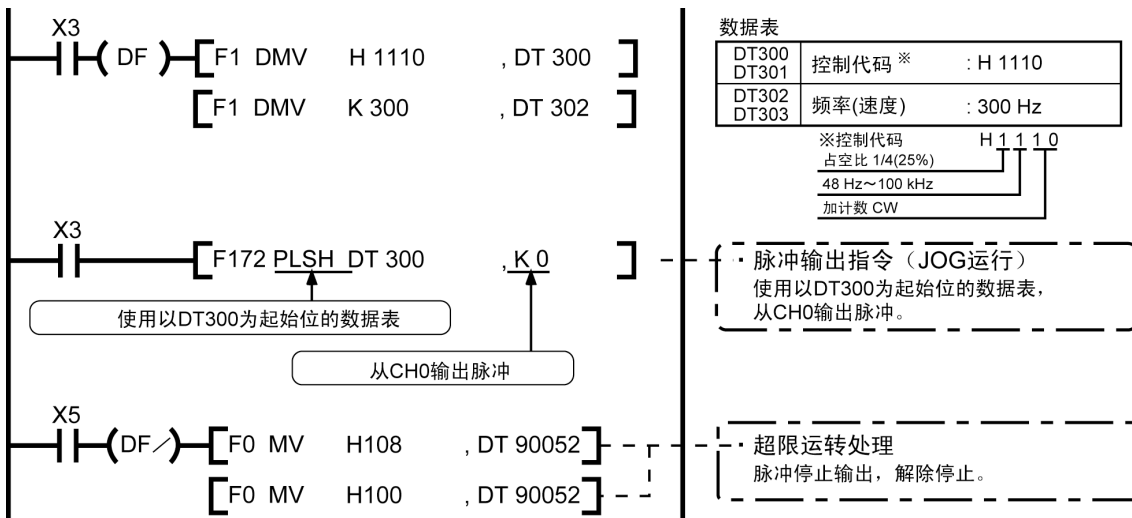 X3
( DF ) F1 DMV H 1110 , DT 300
F1 DMV K 300 , DT 302
X3
F172 PLSH DT 300 , K 0
使用以DT300为起始位的数据表
从CH0输出脉冲
X5
(DF/) F0 MV H108 , DT 90052
F0 MV H100 , DT 90052
数据表
DT300
DT301
控制代码 ※ : H 1110
DT302
DT303
频率(速度) : 300 Hz
※控制代码 H 1 1 1 0
占空比 1/4(25%)
48 Hz～100 kHz
加计数 CW
· 脉冲输出指令（JOG运行）
使用以DT300为起始位的数据表，
从CH0输出脉冲。
· 超限运转处理
脉冲停止输出，解除停止。